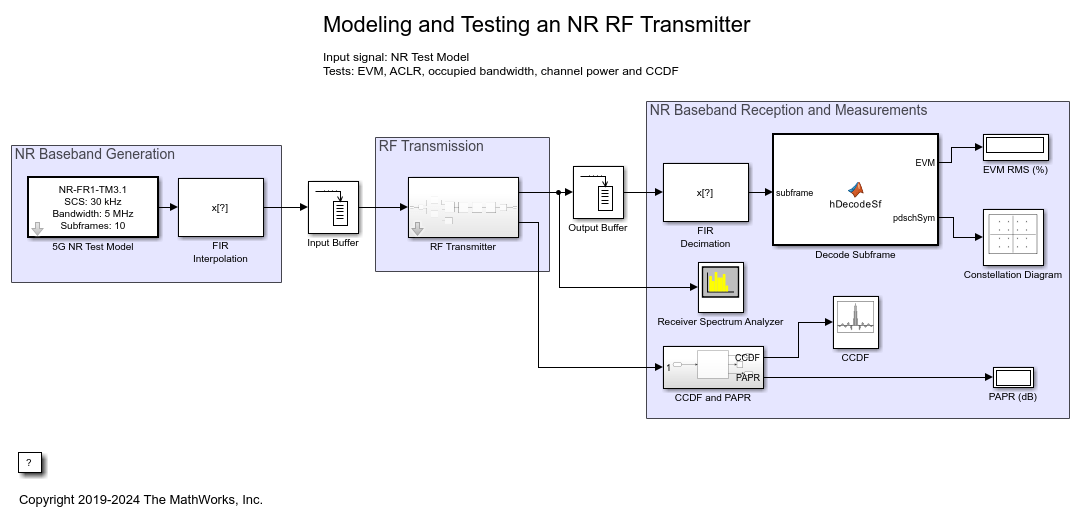 Modeling and Testing an NR RF Transmitter
Input signal: NR Test Model
Tests: EVM, ACLR, occupied bandwidth, channel power and CCDF
NR Baseband Generation
NR-FR1-TM3.1
SCS: 30 kHz
Bandwidth: 5 MHz
Subframes: 10
5G NR Test Model
x[?]
FIR
Interpolation
Input Buffer
RF Transmission
RF Transmitter
Output Buffer
NR Baseband Reception and Measurements
x[?]
FIR
Decimation
subframe
hDecodeSf
EVM
pdschSym
Decode Subframe
EVM RMS (%)
Constellation Diagram
Receiver Spectrum Analyzer
1
CCDF
PAPR
CCDF and PAPR
CCDF
PAPR (dB)
?
Copyright 2019-2024 The MathWorks, Inc.